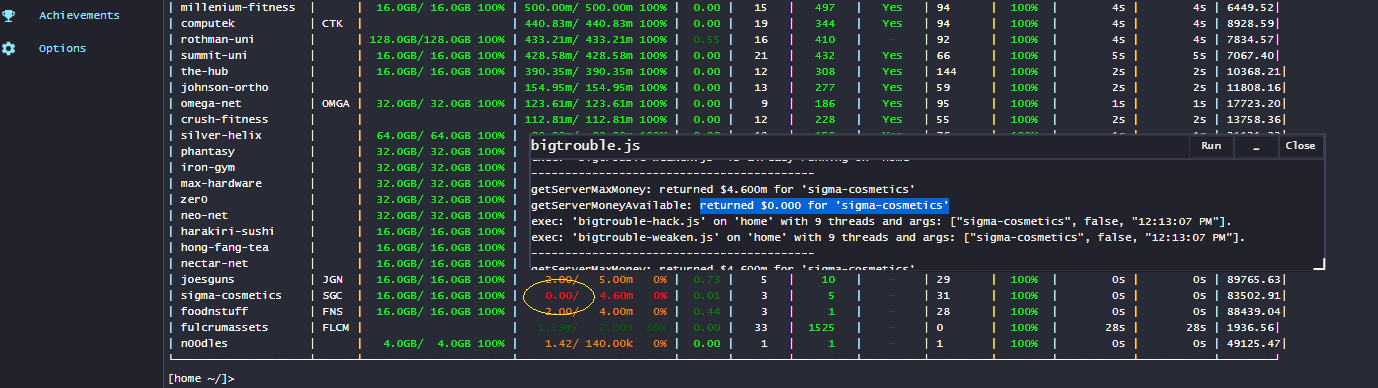 Achievements
Options
| millenium-fitness | | 16.0GB/ 16.0GB 100% | 500.00m/ 500.00m 100% | 0.00 | 15 | 497 | Yes | 94 | 100% | 4s | 4s | 6449.52|
| computek | CTK | 16.0GB/ 16.0GB 100% | 440.83m/ 440.83m 100% | 0.00 | 19 | 344 | Yes | 94 | 100% | 4s | 4s | 8928.59|
| rothman-uni | | 128.0GB/128.0GB 100% | 433.21m/ 433.21m 100% | 0.55 | 16 | 410 | - | 92 | 100% | 4s | 4s | 7834.57|
| summit-uni | | 16.0GB/ 16.0GB 100% | 428.58m/ 428.58m 100% | 0.00 | 21 | 432 | Yes | 66 | 100% | 5s | 5s | 7067.40|
| the-hub | | 16.0GB/ 16.0GB 100% | 390.35m/ 390.35m 100% | 0.00 | 12 | 308 | Yes | 144 | 100% | 2s | 2s | 10368.21|
| johnson-ortho | | | 154.95m/ 154.95m 100% | 0.00 | 13 | 277 | Yes | 59 | 100% | 2s | 2s | 11808.16|
| omega-net | OMGA | 32.0GB/ 32.0GB 100% | 123.61m/ 123.61m 100% | 0.00 | 9 | 186 | Yes | 95 | 100% | 1s | 1s | 17723.20|
| crush-fitness | | | 112.81m/ 112.81m 100% | 0.00 | 12 | 228 | Yes | 55 | 100% | 2s | 2s | 13758.36|
| silver-helix | | 64.0GB/ 64.0GB 100% |
| phantasy | | 32.0GB/ 32.0GB 100% |
| iron-gym | | 32.0GB/ 32.0GB 100% |
| max-hardware | | 32.0GB/ 32.0GB 100% |
| zer0 | | 32.0GB/ 32.0GB 100% |
| neo-net | | 32.0GB/ 32.0GB 100% |
| harakiri-sushi | | 16.0GB/ 16.0GB 100% |
| hong-fang-tea | | 16.0GB/ 16.0GB 100% |
| nectar-net | | 16.0GB/ 16.0GB 100% |
bigtrouble.js Run _ Close
----------------------------------------
getServerMaxMoney: returned $4.600m for 'sigma-cosmetics'
getServerMoneyAvailable: returned $0.000 for 'sigma-cosmetics'
exec: 'bigtrouble-hack.js' on 'home' with 9 threads and args: ["sigma-cosmetics", false, "12:13:07 PM"].
exec: 'bigtrouble-weaken.js' on 'home' with 9 threads and args: ["sigma-cosmetics", false, "12:13:07 PM"].
----------------------------------------
getServerMaxMoney: returned $4.600m for 'sigma-cosmetics'
| joesguns | JGN | 16.0GB/ 16.0GB 100% | 2.00/ 5.00m 0% | 0.73 | 5 | 10 | - | 29 | 100% | 0s | 0s | 89765.63|
| sigma-cosmetics | SGC | 16.0GB/ 16.0GB 100% | 0.00/ 4.60m 0% | 0.01 | 3 | 5 | - | 31 | 100% | 0s | 0s | 83502.91|
| foodnstuff | FNS | 16.0GB/ 16.0GB 100% | 2.00/ 4.00m 0% | 0.44 | 3 | 1 | - | 28 | 100% | 0s | 0s | 88439.04|
| fulcrumassets | FLCM | | 1.59m/ 2.00m 80% | 0.00 | 33 | 1525 | - | 0 | 100% | 28s | 28s | 1936.56|
| n00dles | | 4.0GB/ 4.0GB 100% | 1.42/ 140.00k 0% | 0.00 | 1 | 1 | - | 1 | 100% | 0s | 0s | 49125.47|
[home ~/]>